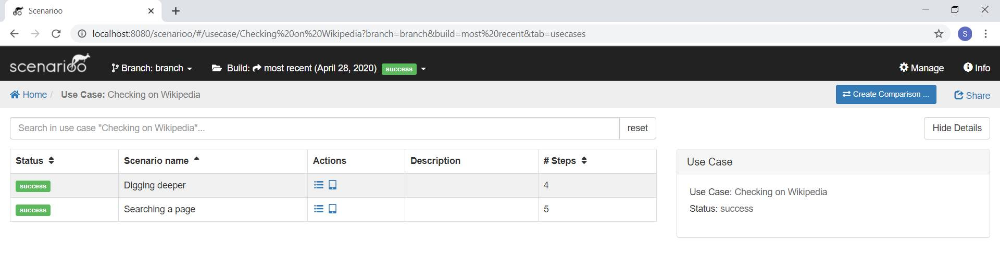 Scenarioo
localhost:8080/scenarioo/#/usecase/Checking%20on%20Wikipedia?branch=branch&build=most%20recent&tab=usecases
S
scenarioo
Branch: branch
Build: most recent (April 28, 2020) success
Manage
Info
Home / Use Case: Checking on Wikipedia
Create Comparison ...
Share
Search in use case "Checking on Wikipedia"...
reset
Hide Details
Status Scenario name Actions Description # Steps
success Digging deeper 4
success Searching a page 5
Use Case
Use Case: Checking on Wikipedia
Status: success